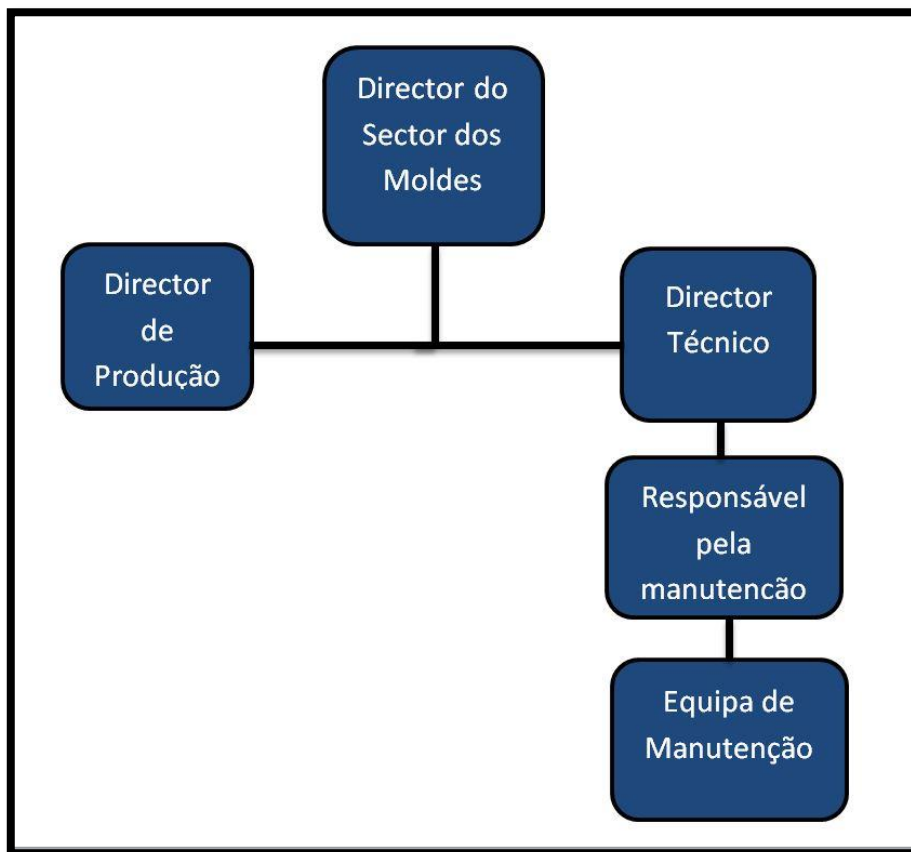 Director do
Sector dos
Moldes
Director
de
Produção
Director
Técnico
Responsável
pela
manutencão
Equipa de
Manutenção